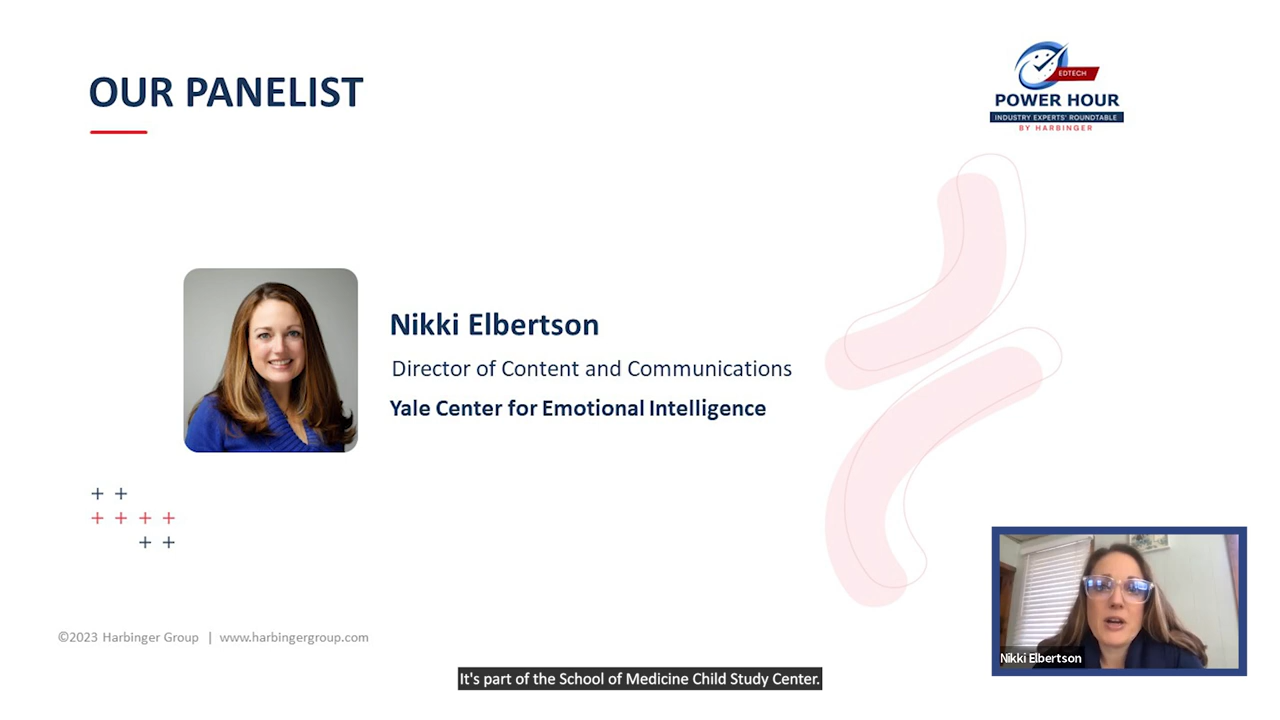 OUR PANELIST
EDTECH
POWER HOUR
INDUSTRY EXPERTS' ROUNDTABLE
BY HARBINGER
Nikki Elbertson
Director of Content and Communications
Yale Center for Emotional Intelligence
©2023 Harbinger Group | www.harbingergroup.com
Nikki Elbertson
It's part of the School of Medicine Child Study Center.